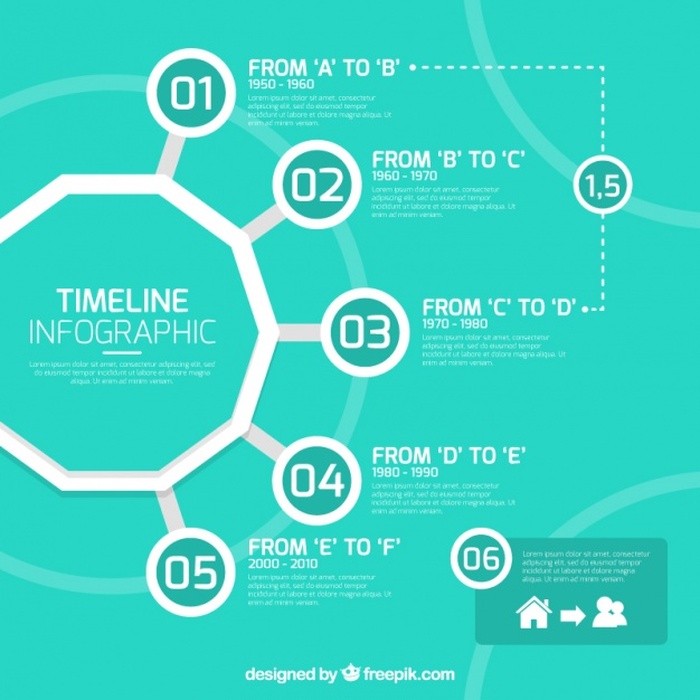 01
FROM 'A' TO 'B'
1950 - 1960
Lorem ipsum dolor sit amet, consectetur
adipiscing elit, sed do eiusmod tempor
incididunt ut labore et dolore magna aliqua. Ut
enim ad minim veniam.
02
FROM 'B' TO 'C'
1960 - 1970
Lorem ipsum dolor sit amet, consectetur
adipiscing elit, sed do eiusmod tempor
incididunt ut labore et dolore magna aliqua. Ut
enim ad minim veniam.
1,5
TIMELINE
INFOGRAPHIC
Lorem ipsum dolor sit amet, consectetur adipiscing elit, sed
do eiusmod tempor incididunt ut labore et dolore magna
aliqua. Ut enim ad minim veniam.
03
FROM 'C' TO 'D'
1970 - 1980
Lorem ipsum dolor sit amet, consectetur
adipiscing elit, sed do eiusmod tempor
incididunt ut labore et dolore magna aliqua. Ut
enim ad minim veniam.
04
FROM 'D' TO 'E'
1980 - 1990
Lorem ipsum dolor sit amet, consectetur
adipiscing elit, sed do eiusmod tempor
incididunt ut labore et dolore magna aliqua. Ut
enim ad minim veniam.
05
FROM 'E' TO 'F'
2000 - 2010
Lorem ipsum dolor sit amet, consectetur
adipiscing elit, sed do eiusmod tempor
incididunt ut labore et dolore magna aliqua. Ut
enim ad minim veniam.
06
Lorem ipsum dolor sit amet, consectetur
adipiscing elit, sed do eiusmod tempor
incididunt ut labore et dolore magna aliqua. Ut
enim ad minim veniam.
designed by freepik.com